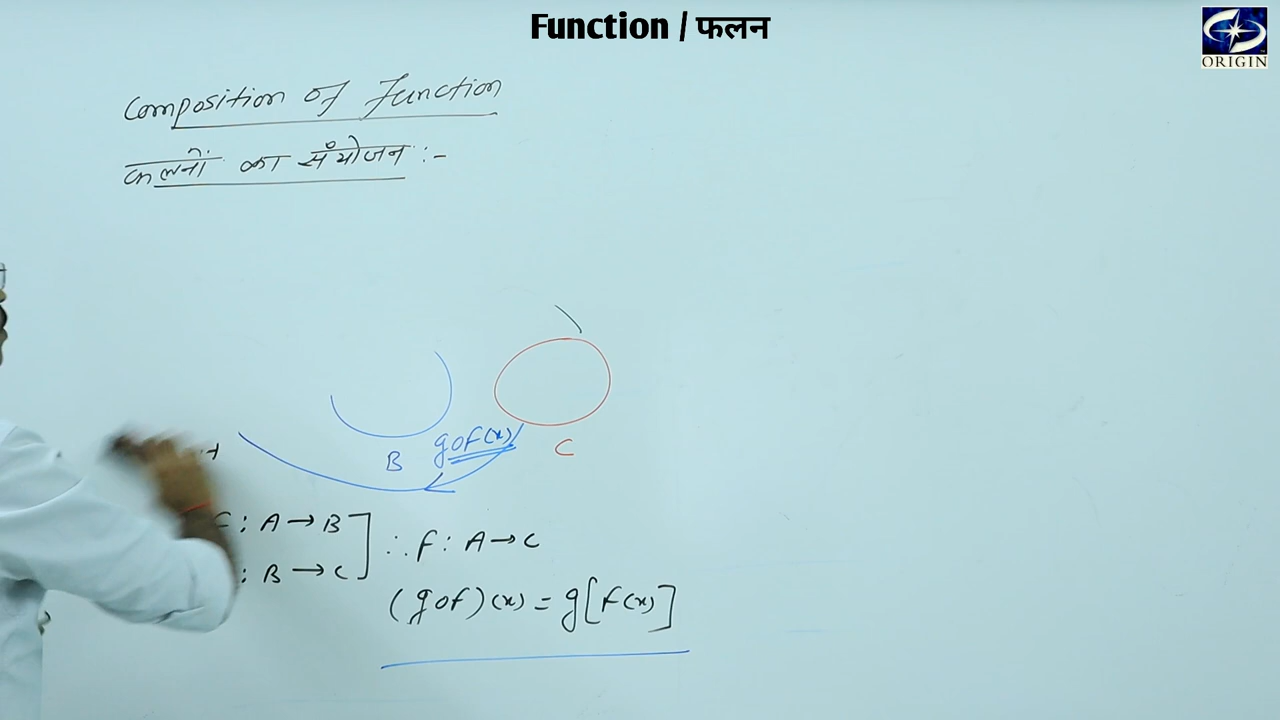 Function / फलन
ORIGIN
Composition of Function
फलनों का संयोजन :-
gof(x)
B
C
f : A → B
: B → C
∴ f : A → C
(gof)(x) = g[f(x)]